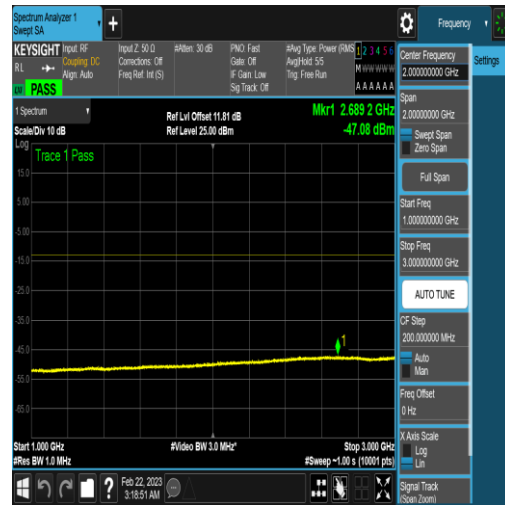 Spectrum Analyzer 1
Swept SA
Frequency
KEYSIGHT
Input: RF
Coupling: DC
Align: Auto
Input Z: 50 Ω
Corrections: Off
Freq Ref: Int (S)
#Atten: 30 dB
PNO: Fast
Gate: Off
IF Gain: Low
Sig Track: Off
#Avg Type: Power (RMS
Avg|Hold: 5/5
Trig: Free Run
1 2 3 4 5 6
M W W W W W
A A A A A A
R L
PASS
1 Spectrum
Scale/Div 10 dB
Ref Lvl Offset 11.81 dB
Ref Level 25.00 dBm
Mkr1 2.689 2 GHz
-47.08 dBm
Log
Trace 1 Pass
15.0
5.00
-5.00
-15.0
-25.0
-35.0
-45.0
-55.0
-65.0
1
Start 1.000 GHz
#Res BW 1.0 MHz
#Video BW 3.0 MHz*
Stop 3.000 GHz
#Sweep ~1.00 s (10001 pts)
Feb 22, 2023
3:18:51 AM
Center Frequency
2.000000000 GHz
Settings
Span
2.00000000 GHz
Swept Span
Zero Span
Full Span
Start Freq
1.000000000 GHz
Stop Freq
3.000000000 GHz
AUTO TUNE
CF Step
200.000000 MHz
Auto
Man
Freq Offset
0 Hz
X Axis Scale
Log
Lin
Signal Track
(Span Zoom)